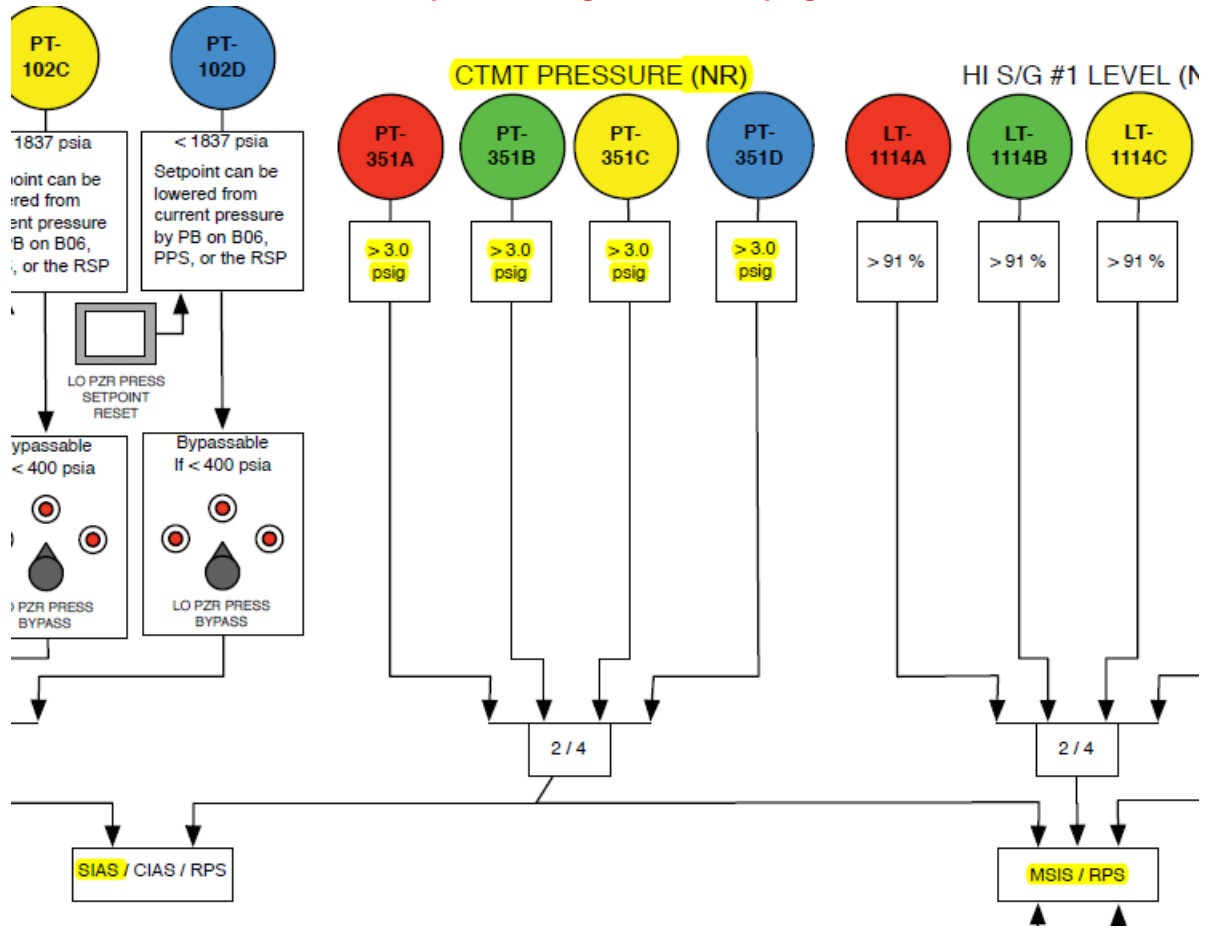 PT-
102C
PT-
102D
CTMT PRESSURE (NR)
HI S/G #1 LEVEL
PT-
351A
PT-
351B
PT-
351C
PT-
351D
LT-
1114A
LT-
1114B
LT-
1114C
1837 psia
< 1837 psia
Setpoint can be
lowered from
current pressure
by PB on B06,
PPS, or the RSP
on B06,
or the RSP
> 3.0
psig
> 3.0
psig
> 3.0
psig
> 3.0
psig
> 91 %
> 91 %
> 91 %
LO PZR PRESS
SETPOINT
RESET
< 400 psia
Bypassable
If < 400 psia
PZR PRESS
BYPASS
LO PZR PRESS
BYPASS
2 / 4
2 / 4
SIAS / CIAS / RPS
MSIS / RPS